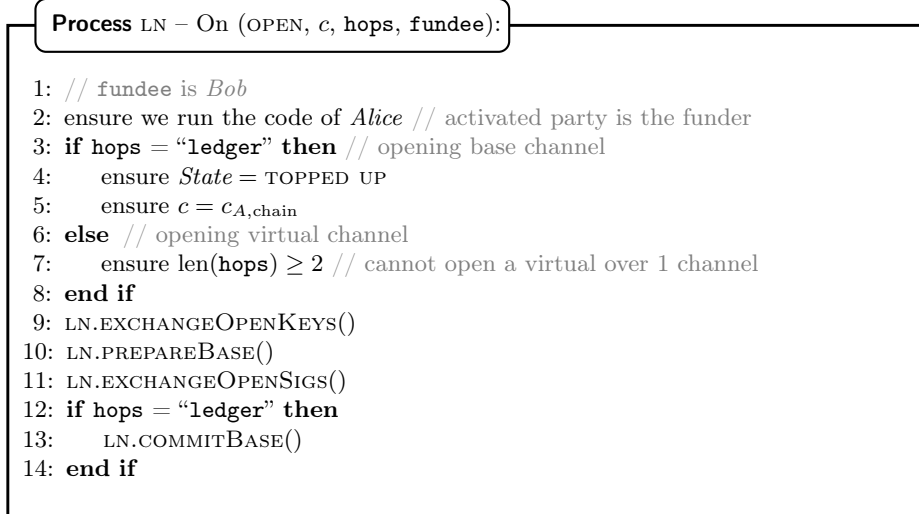 Process LN – On (OPEN, c, hops, fundee):
1: // fundee is Bob
2: ensure we run the code of Alice // activated party is the funder
3: if hops = “ledger” then // opening base channel
4: ensure State = TOPPED UP
5: ensure c = c_{A,chain}
6: else // opening virtual channel
7: ensure len(hops) ≥ 2 // cannot open a virtual over 1 channel
8: end if
9: LN.EXCHANGEOPENKEYS()
10: LN.PREPAREBASE()
11: LN.EXCHANGEOPENSIGS()
12: if hops = “ledger” then
13: LN.COMMITBASE()
14: end if